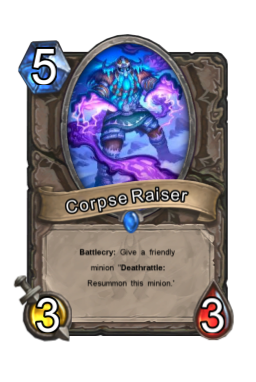 5
Corpse Raiser
Battlecry: Give a friendly
minion "Deathrattle:
Resummon this minion.'
3
3